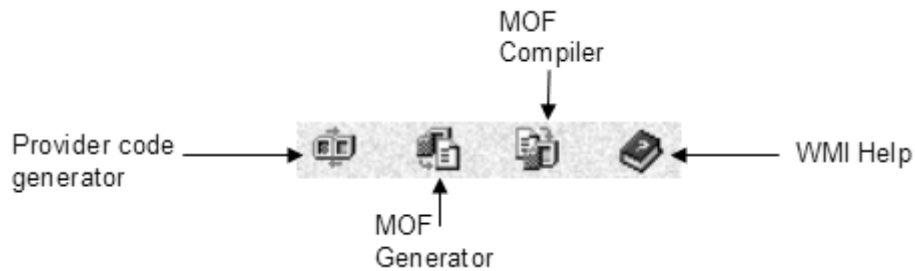 MOF
Compiler
Provider code
generator
WMI Help
MOF
Generator